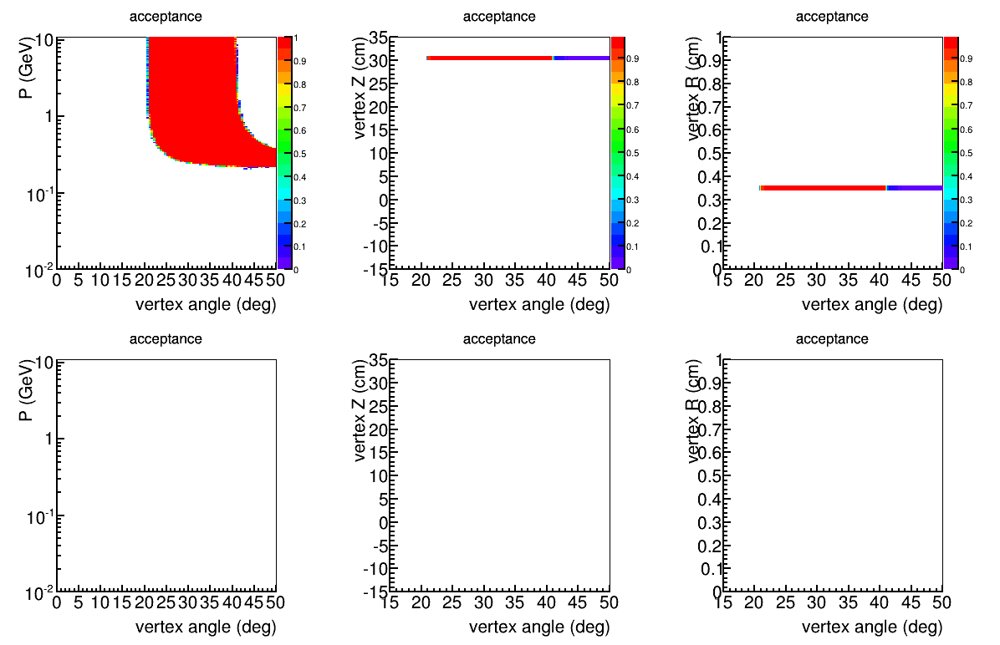 acceptance acceptance acceptance
P (GeV) vertex Z (cm) vertex R (cm)
10 1 10-1 10-2
0 5 10 15 20 25 30 35 40 45 50
vertex angle (deg)
1 0.9 0.8 0.7 0.6 0.5 0.4 0.3 0.2 0.1 0
35 30 25 20 15 10 5 0 -5 -10 -15
15 20 25 30 35 40 45 50
vertex angle (deg)
0.9 0.8 0.7 0.6 0.5 0.4 0.3 0.2 0.1 0
1 0.9 0.8 0.7 0.6 0.5 0.4 0.3 0.2 0.1 0
15 20 25 30 35 40 45 50
vertex angle (deg)
0.9 0.8 0.7 0.6 0.5 0.4 0.3 0.2 0.1 0
acceptance acceptance acceptance
P (GeV) vertex Z (cm) vertex R (cm)
10 1 10-1 10-2
0 5 10 15 20 25 30 35 40 45 50
vertex angle (deg)
35 30 25 20 15 10 5 0 -5 -10 -15
15 20 25 30 35 40 45 50
vertex angle (deg)
1 0.9 0.8 0.7 0.6 0.5 0.4 0.3 0.2 0.1 0
15 20 25 30 35 40 45 50
vertex angle (deg)